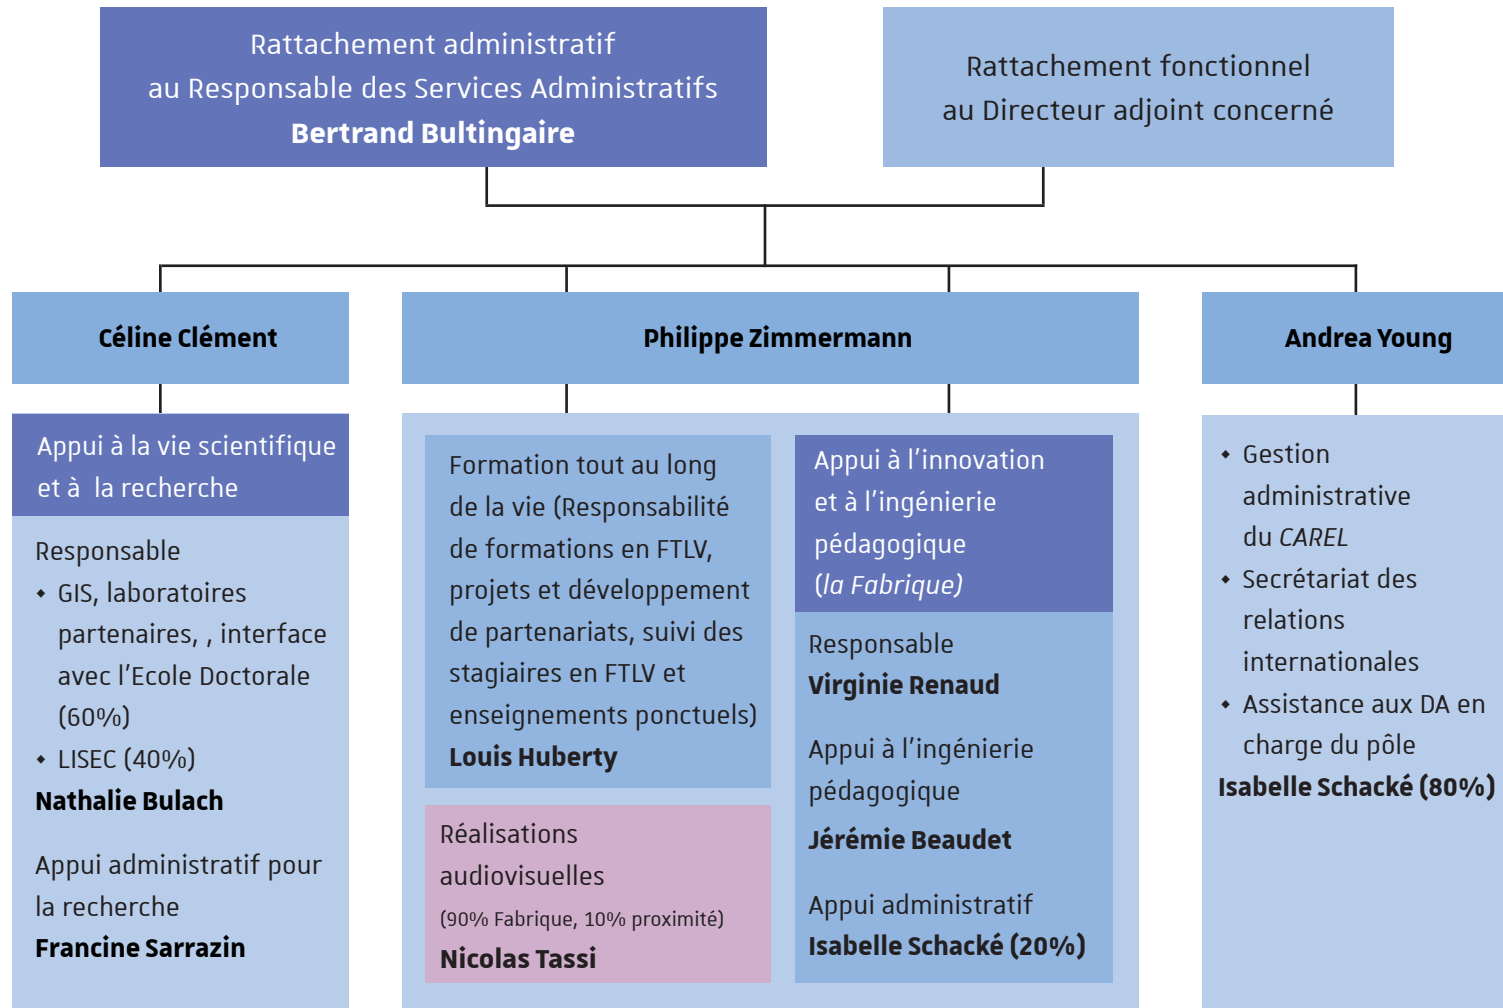 Rattachement administratif
au Responsable des Services Administratifs
Bertrand Bultingaire
Rattachement fonctionnel
au Directeur adjoint concerné
Céline Clément
Philippe Zimmermann
Andrea Young
Appui à la vie scientifique
et à  la recherche
Responsable
• GIS, laboratoires
partenaires, , interface
avec l'Ecole Doctorale
(60%)
• LISEC (40%)
Nathalie Bulach
Appui administratif pour
la recherche
Francine Sarrazin
Formation tout au long
de la vie (Responsabilité
de formations en FTLV,
projets et développement
de partenariats, suivi des
stagiaires en FTLV et
enseignements ponctuels)
Louis Huberty
Réalisations
audiovisuelles
(90% Fabrique, 10% proximité)
Nicolas Tassi
Appui à l'innovation
et à l'ingénierie
pédagogique
(la Fabrique)
Responsable
Virginie Renaud
Appui à l'ingénierie
pédagogique
Jérémie Beaudet
Appui administratif
Isabelle Schacké (20%)
• Gestion
administrative
du CAREL
• Secrétariat des
relations
internationales
• Assistance aux DA en
charge du pôle
Isabelle Schacké (80%)